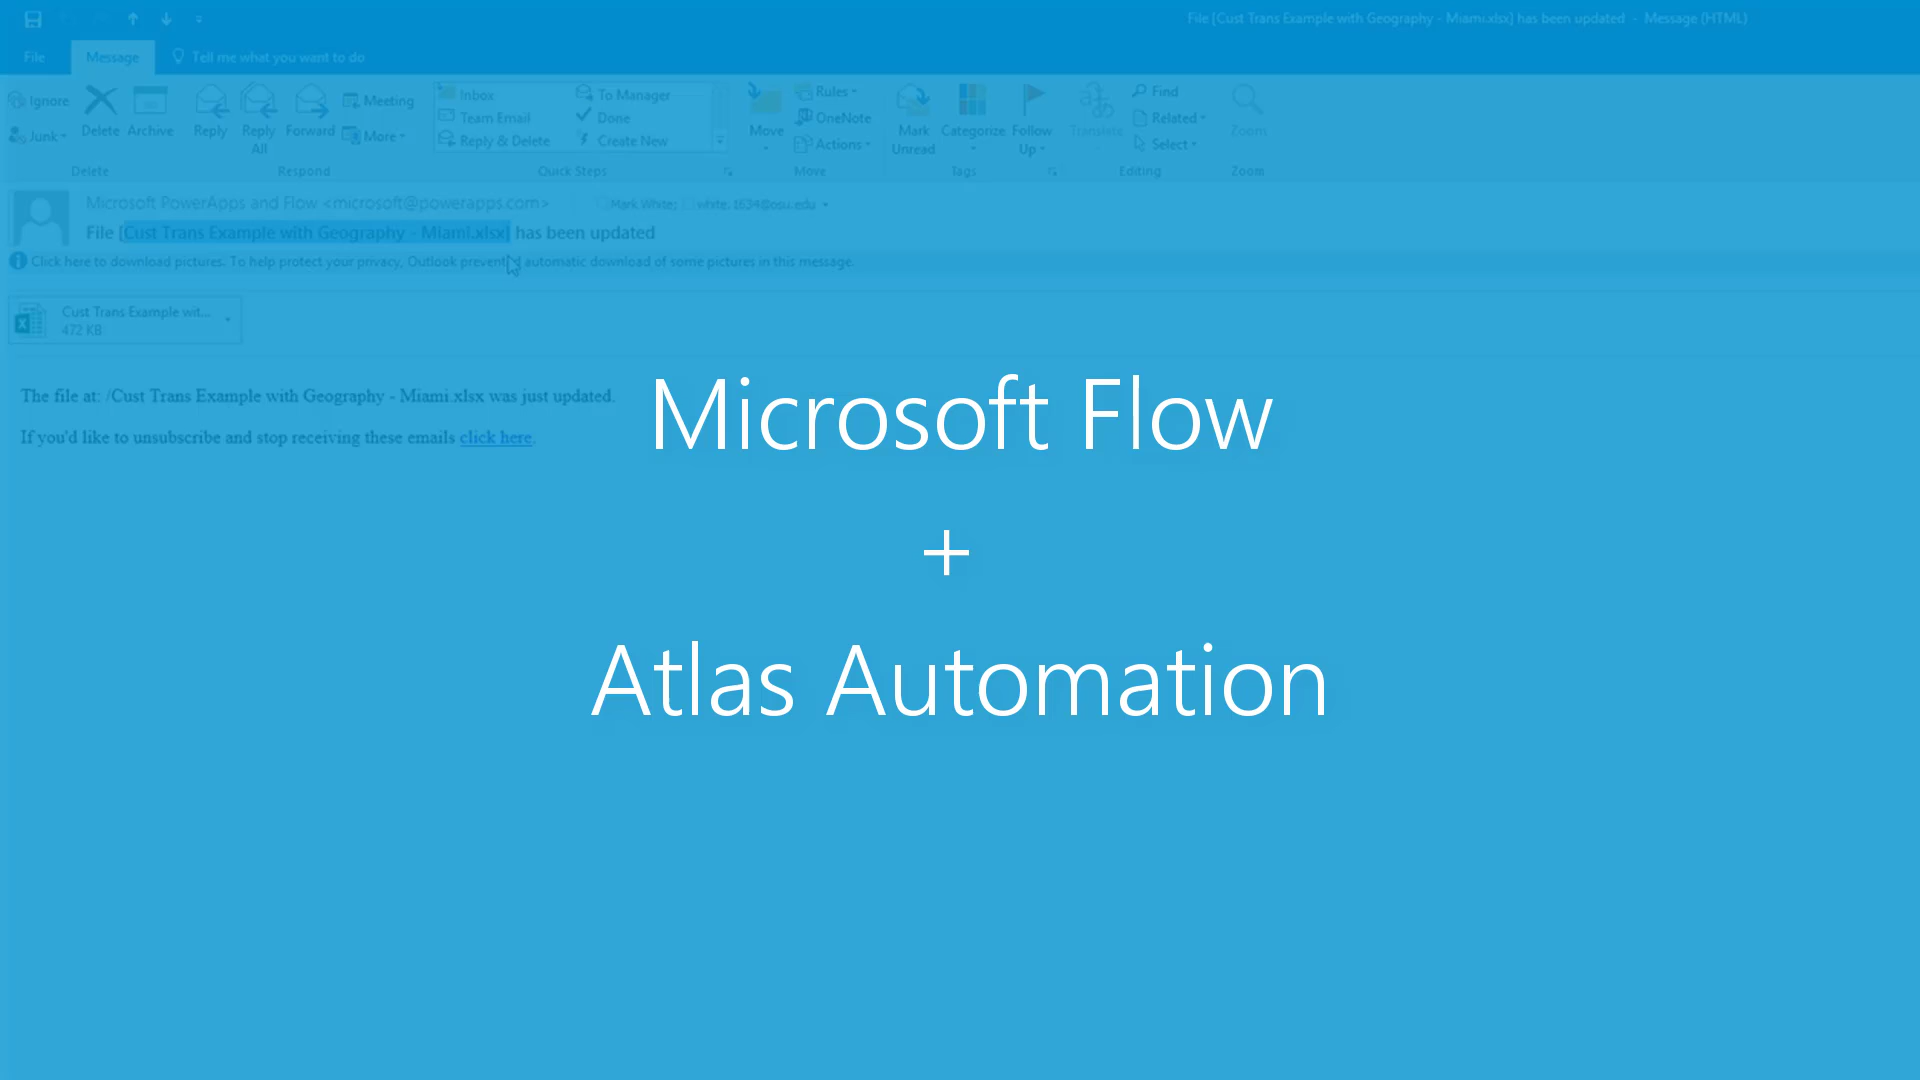 File [Cust Trans Example with Geography - Miami.xlsx] has been updated - Message (HTML)
File Message Tell me what you want to do
Ignore
Junk
Delete Archive
Delete
Reply Reply All Forward
Meeting
More
Respond
Inbox To Manager
Team Email Done
Reply & Delete Create New
Quick Steps
Move
Rules
OneNote
Actions
Move
Mark Unread Categorize Follow Up
Tags
Translate
Find
Related
Select
Editing
Zoom
Zoom
Microsoft PowerApps and Flow <microsoft@powerapps.com> Mark White; white.1634@osu.edu
File [Cust Trans Example with Geography - Miami.xlsx] has been updated
Click here to download pictures. To help protect your privacy, Outlook prevented automatic download of some pictures in this message.
Cust Trans Example wit...
472 KB
The file at: /Cust Trans Example with Geography - Miami.xlsx was just updated.
If you'd like to unsubscribe and stop receiving these emails click here.
Microsoft Flow
+
Atlas Automation